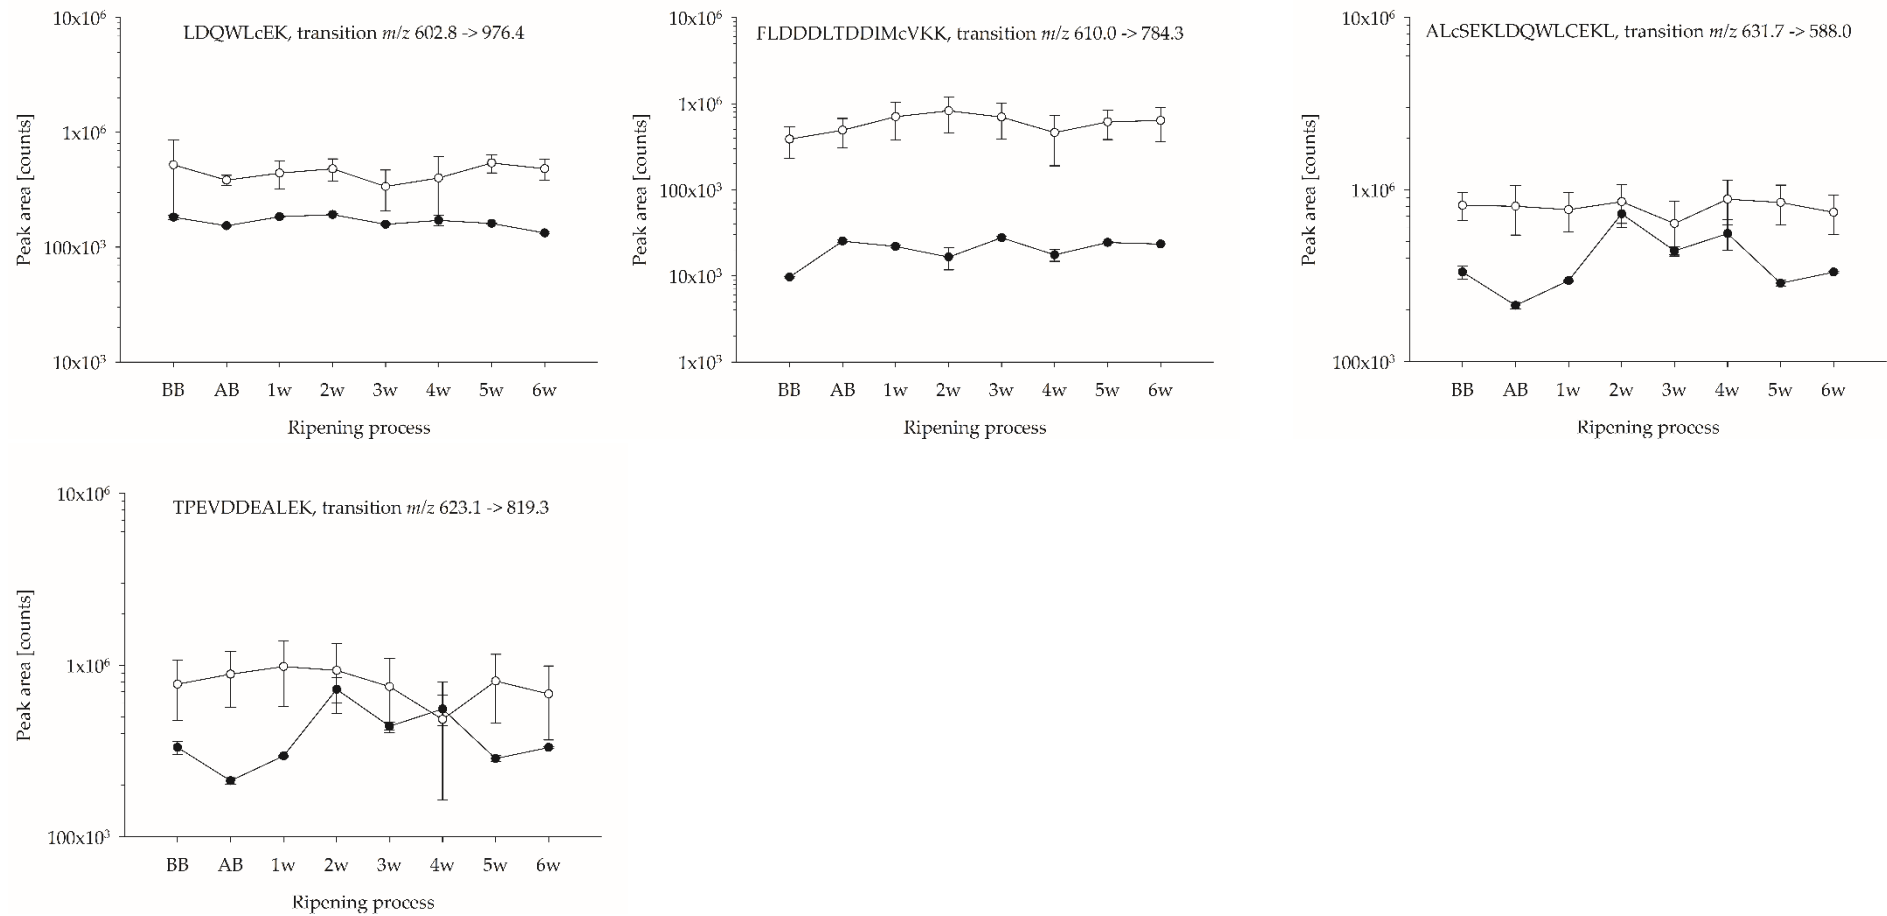 LDQWLcEK, transition m/z 602.8 -> 976.4
10x10⁶
1x10⁶
100x10³
10x10³
Peak area [counts]
BB AB 1w 2w 3w 4w 5w 6w
Ripening process
FLDDDLTDDIMcVKK, transition m/z 610.0 -> 784.3
10x10⁶
1x10⁶
100x10³
10x10³
1x10³
Peak area [counts]
BB AB 1w 2w 3w 4w 5w 6w
Ripening process
ALcSEKLDQWLCEKL, transition m/z 631.7 -> 588.0
10x10⁶
1x10⁶
100x10³
Peak area [counts]
BB AB 1w 2w 3w 4w 5w 6w
Ripening process
TPEVDDEALEK, transition m/z 623.1 -> 819.3
10x10⁶
1x10⁶
100x10³
Peak area [counts]
BB AB 1w 2w 3w 4w 5w 6w
Ripening process